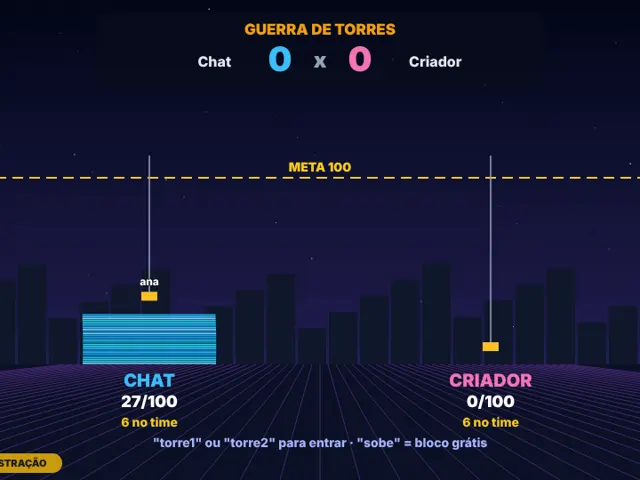 GUERRA DE TORRES
Chat 0 x 0 Criador
META 100
ana
CHAT CRIADOR
27/100 0/100
6 no time 6 no time
"torre1" ou "torre2" para entrar · "sobe" = bloco grátis
STRAÇÃO